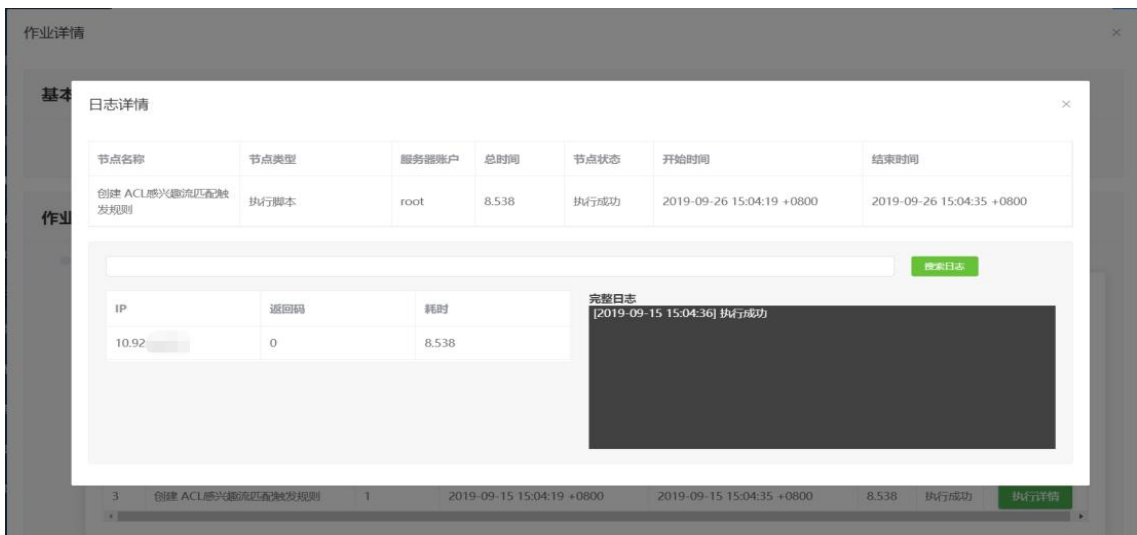 作业详情
基本
日志详情
节点名称 节点类型 服务器账户 总时间 节点状态 开始时间 结束时间
创建 ACL感兴趣流匹配触
发规则
执行脚本 root 8.538 执行成功 2019-09-26 15:04:19 +0800 2019-09-26 15:04:35 +0800
作业
搜索日志
IP 返回码 耗时
10.92 0 8.538
完整日志
[2019-09-15 15:04:36] 执行成功
3 创建 ACL感兴趣流匹配触发规则 1 2019-09-15 15:04:19 +0800 2019-09-15 15:04:35 +0800 8.538 执行成功 执行详情